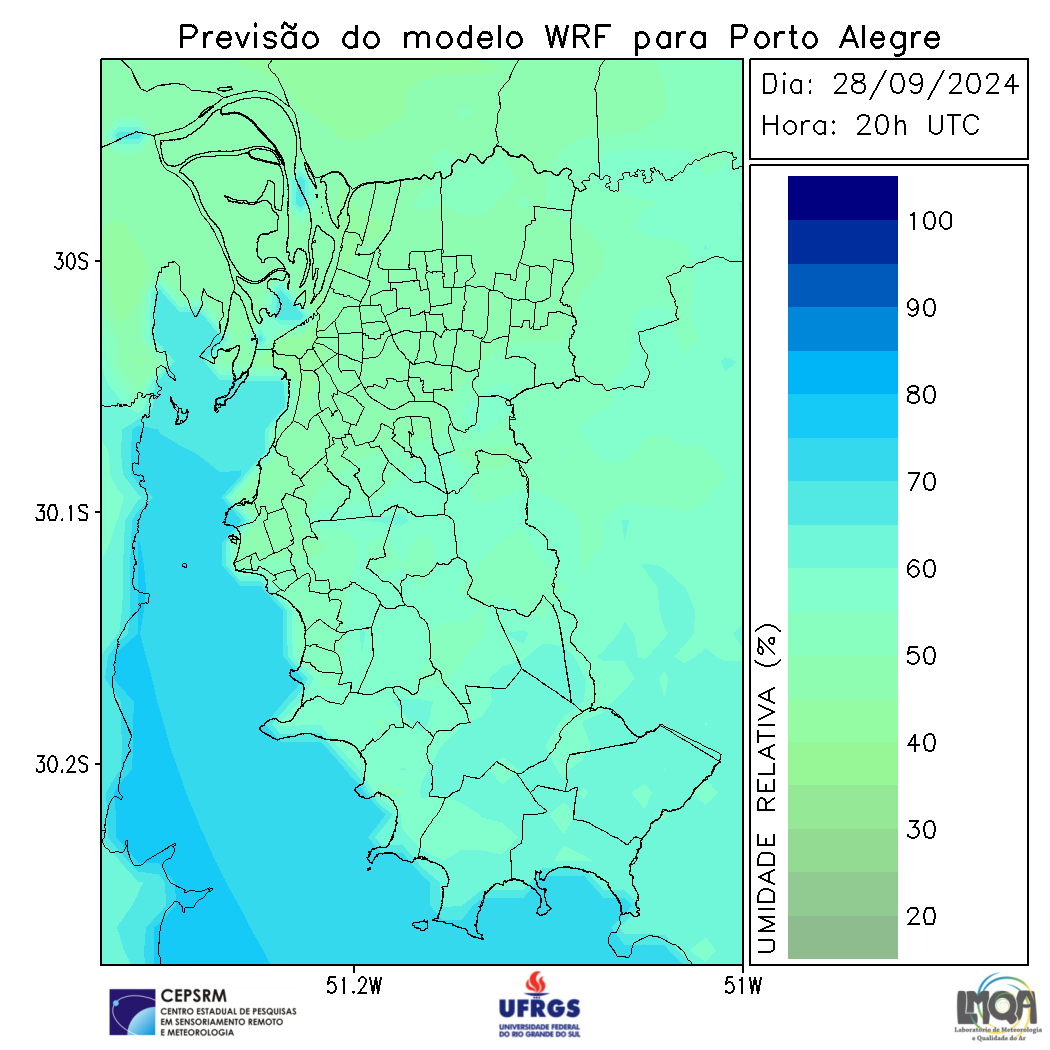 Previsão do modelo WRF para Porto Alegre
Dia: 28/09/2024
Hora: 20h UTC
30S
30.1S
30.2S
51.2W
51W
UMIDADE RELATIVA (%)
100
90
80
70
60
50
40
30
20
CEPSRM
CENTRO ESTADUAL DE PESQUISAS
EM SENSORIAMENTO REMOTO
E METEOROLOGIA
UFRGS
UNIVERSIDADE FEDERAL
DO RIO GRANDE DO SUL
LMQA
Laboratório de Meteorologia
e Qualidade do Ar